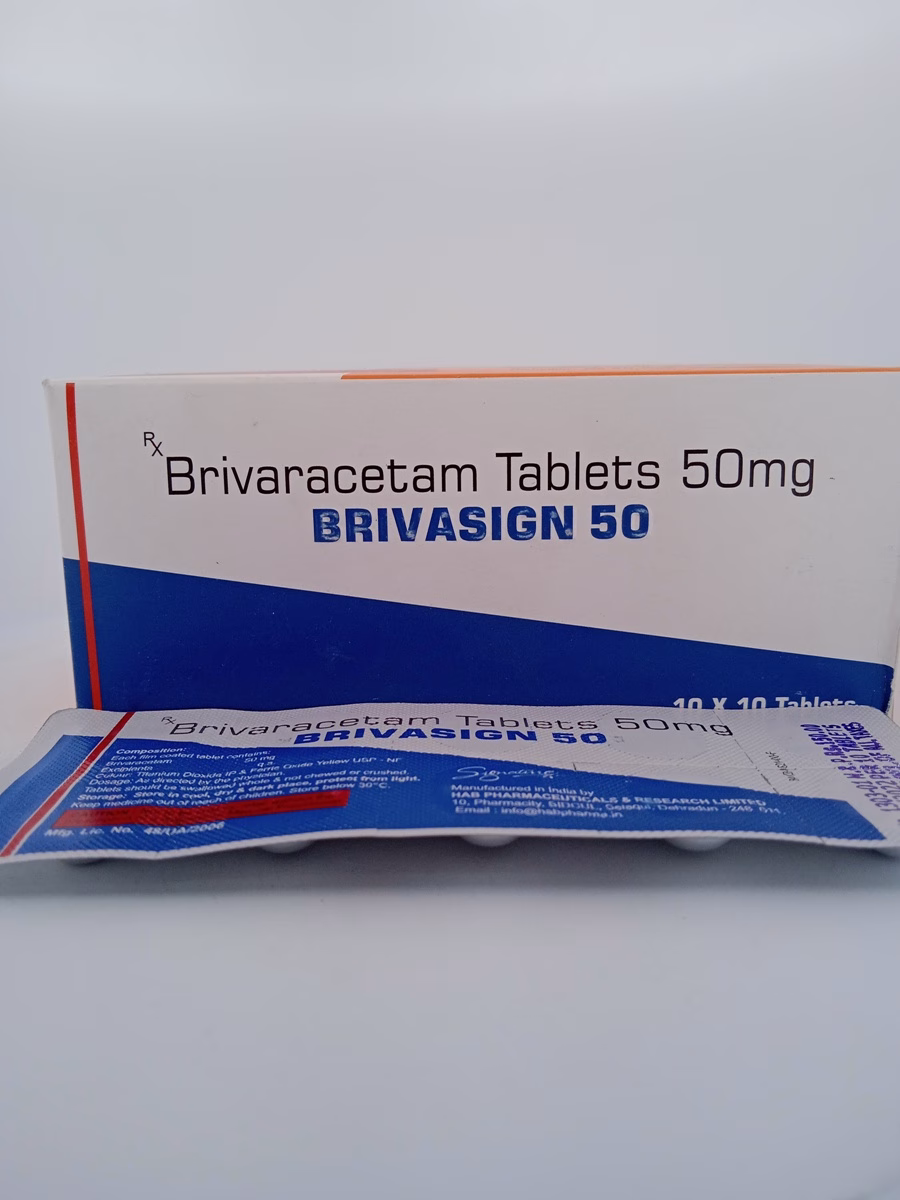 Rx
Brivaracetam Tablets 50mg
BRIVASIGN 50
10 X 10 Tablets
Rx
Brivaracetam Tablets 50mg
BRIVASIGN 50
Composition:
Each film coated tablet contains:
Brivaracetam 50 mg
Excipients q.s.
Colour: Titanium Dioxide IP & Ferric Oxide Yellow USP - NF
Dosage: As directed by the physician.
Tablets should be swallowed whole & not chewed or crushed.
Storage: Store in cool, dry & dark place, protect from light.
Keep medicine out of reach of children. Store below 30°C.
Mfg. Lic. No. 48/UA/2006
Signature
Manufactured in India by
HAB PHARMACEUTICALS & RESEARCH LIMITED
10, Pharmacity, SIDCUL, Selaqui, Dehradun - 248 011.
Email : info@habpharma.in